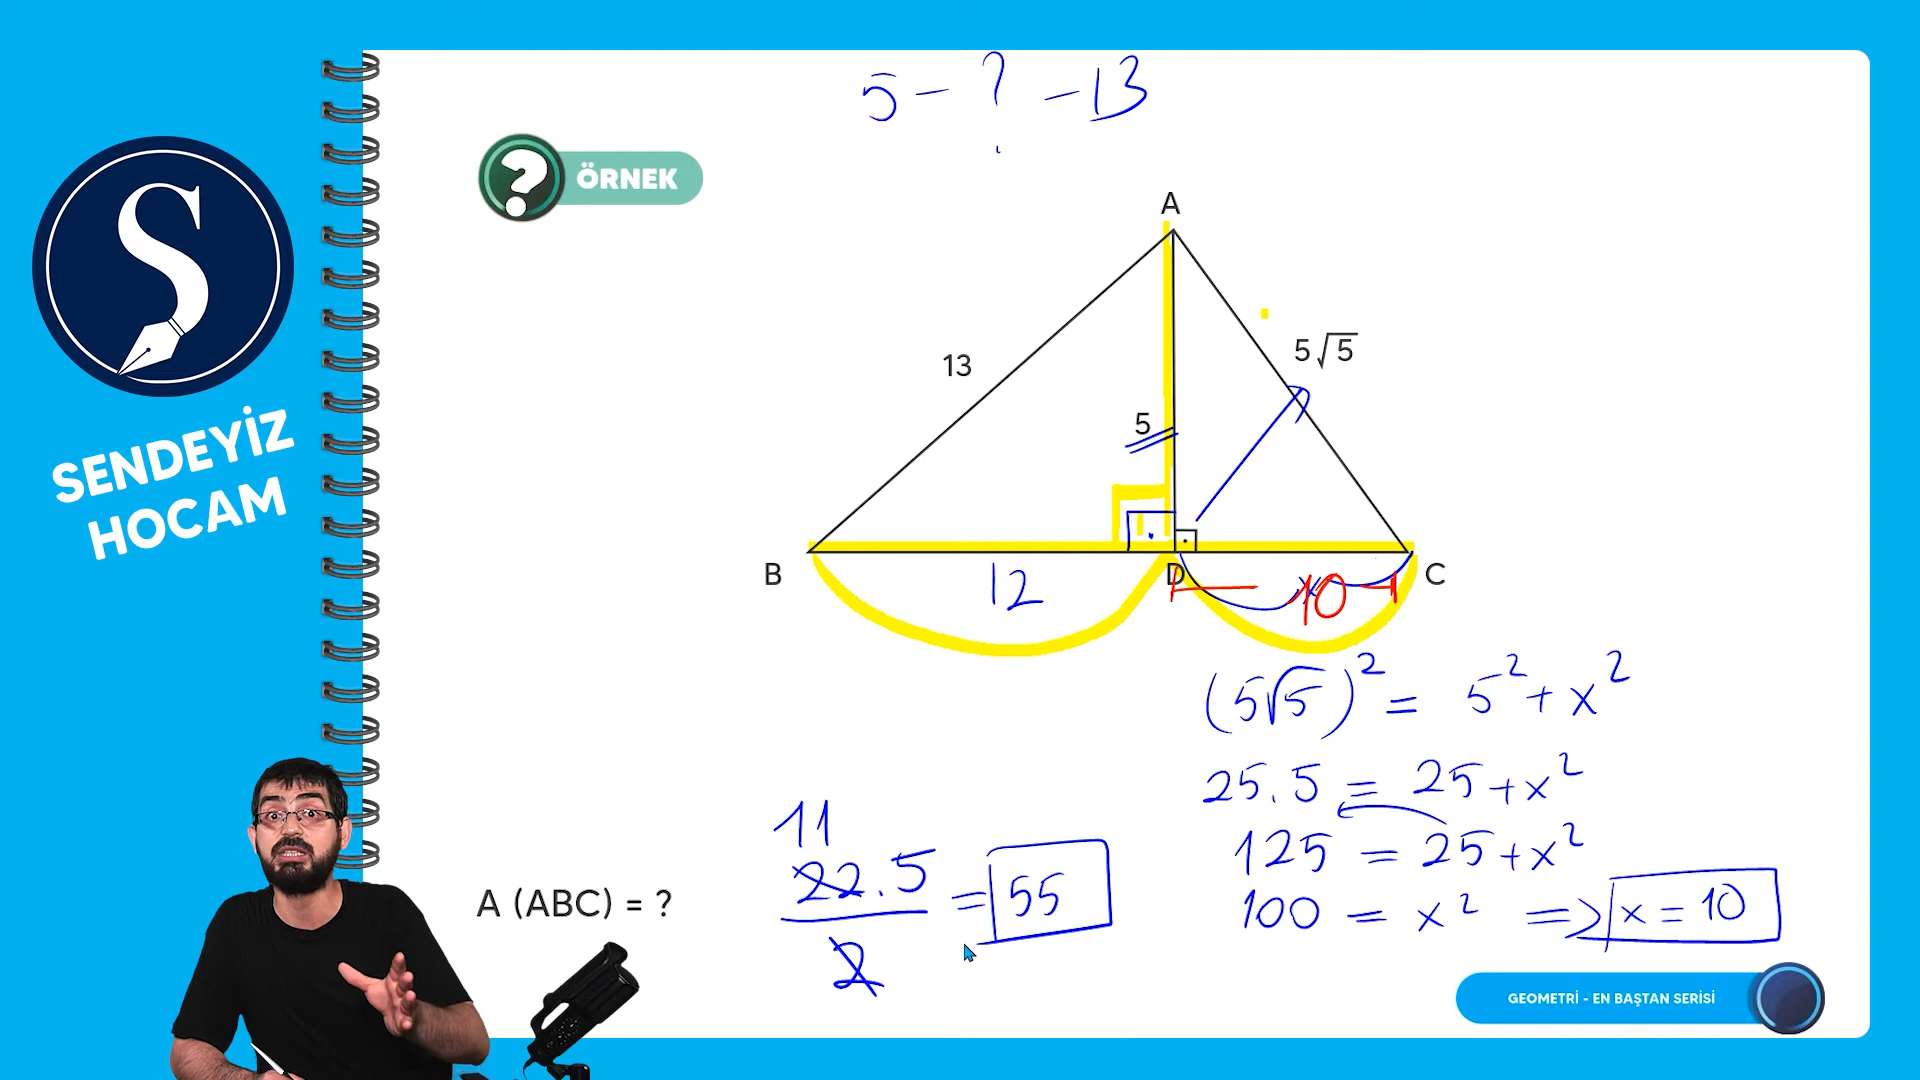 5 - ? - 13
? ÖRNEK
A
S
13
5√5
5
SENDEYİZ
HOCAM
B
12
D
x
10
C
(5√5)² = 5² + x²
25.5 = 25 + x²
125 = 25 + x²
100 = x² => x = 10
A (ABC) = ?
11
22.5
2
= 55
GEOMETRİ - EN BAŞTAN SERİSİ